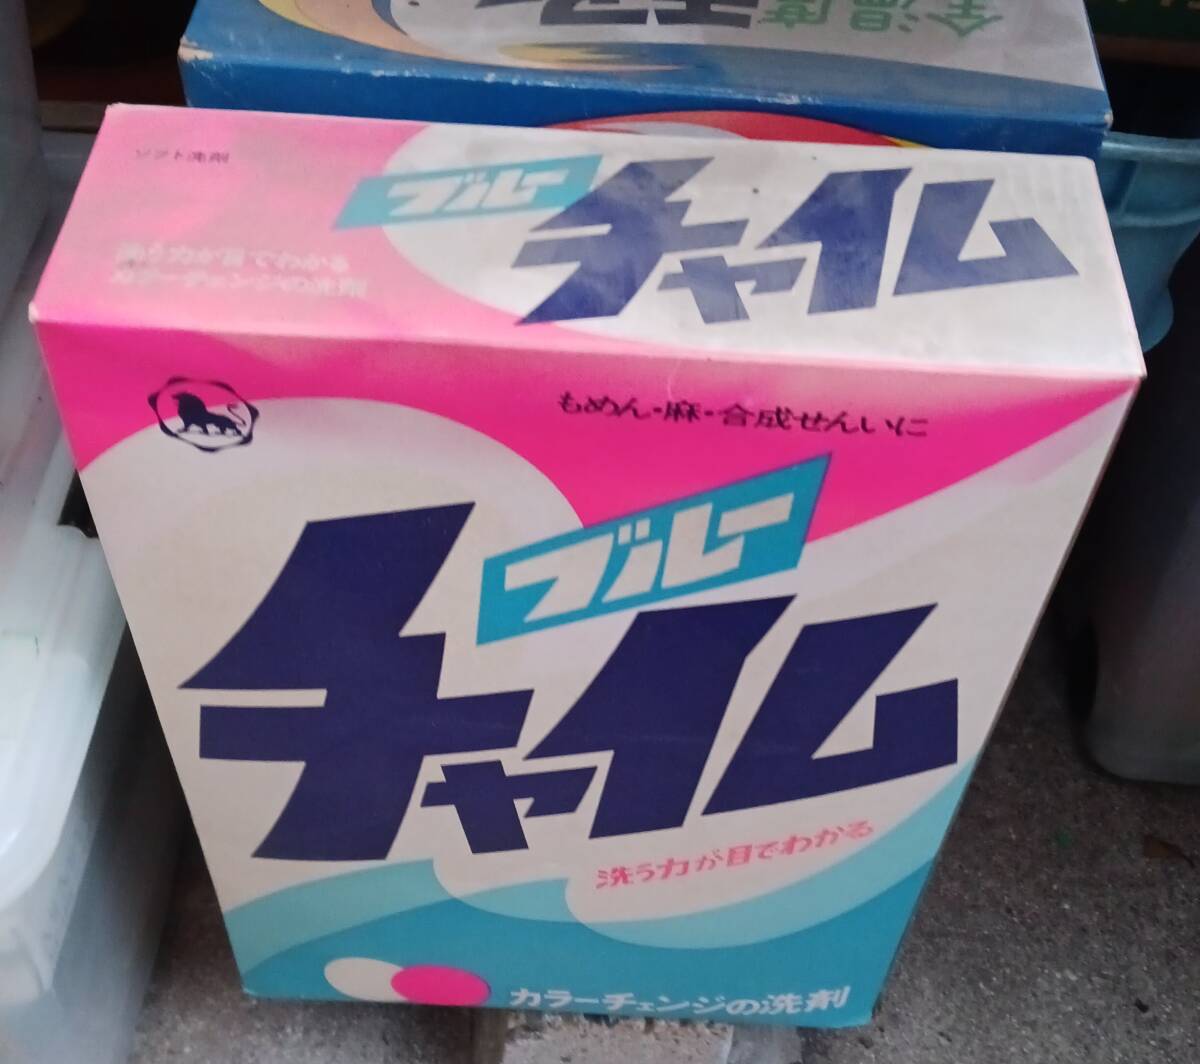 全温度
ソフト洗剤
ブルー
チャイム
洗う力が目でわかる
カラーチェンジの洗剤
もめん・麻・合成せんいに
ブルー
チャイム
洗う力が目でわかる
カラーチェンジの洗剤